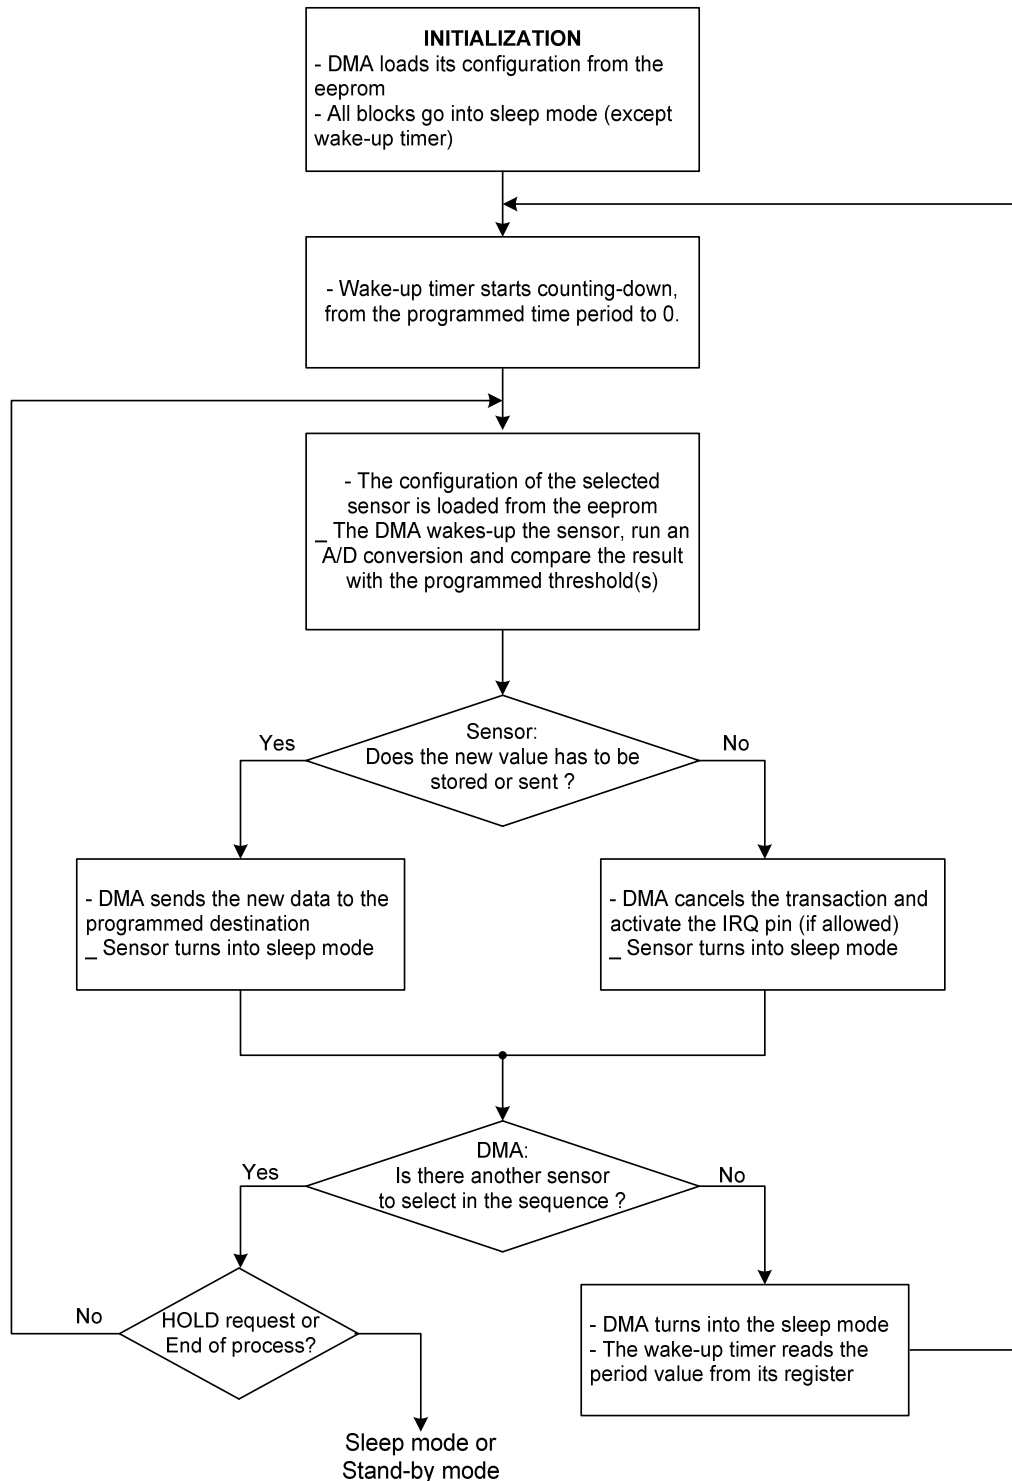 INITIALIZATION
- DMA loads its configuration from the
eeprom
- All blocks go into sleep mode (except
wake-up timer)
- Wake-up timer starts counting-down,
from the programmed time period to 0.
- The configuration of the selected
sensor is loaded from the eeprom
_ The DMA wakes-up the sensor, run an
A/D conversion and compare the result
with the programmed threshold(s)
Sensor:
Does the new value has to be
stored or sent ?
Yes
No
- DMA sends the new data to the
programmed destination
_ Sensor turns into sleep mode
- DMA cancels the transaction and
activate the IRQ pin (if allowed)
_ Sensor turns into sleep mode
DMA:
Is there another sensor
to select in the sequence ?
Yes
No
No
HOLD request or
End of process?
- DMA turns into the sleep mode
- The wake-up timer reads the
period value from its register
Sleep mode or
Stand-by mode